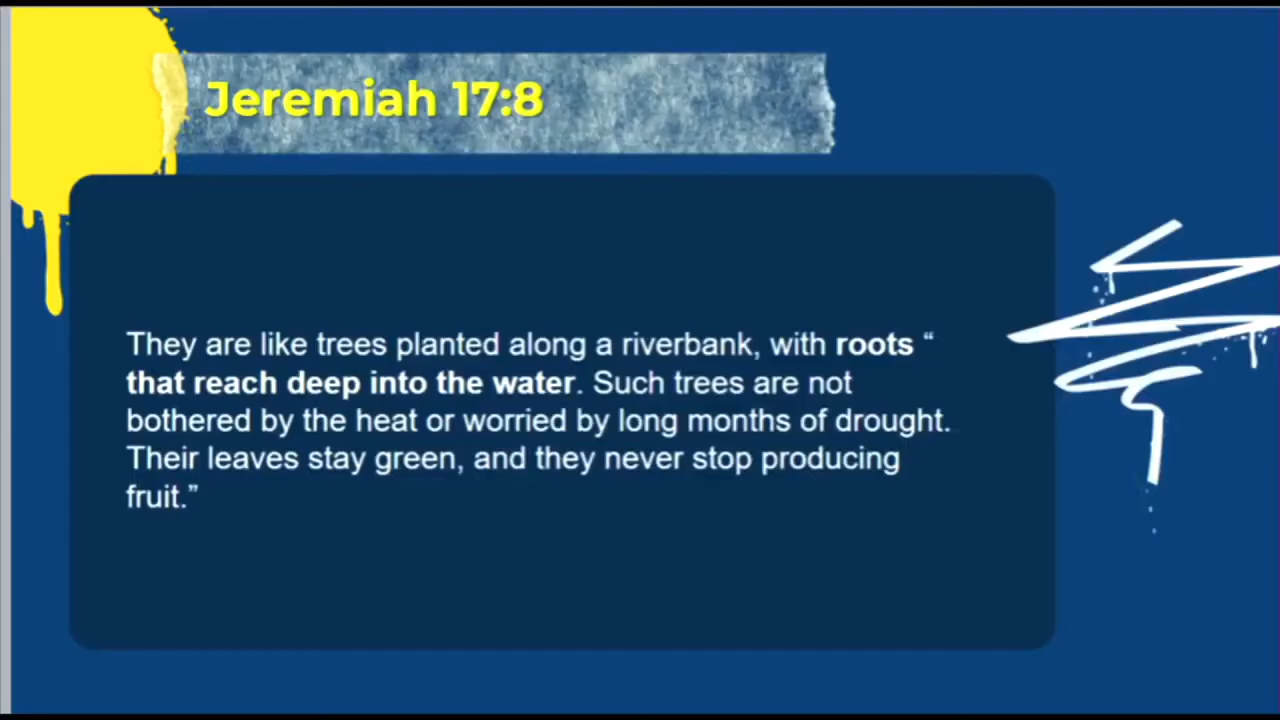 Jeremiah 17:8
They are like trees planted along a riverbank, with roots “
that reach deep into the water. Such trees are not
bothered by the heat or worried by long months of drought.
Their leaves stay green, and they never stop producing
fruit.”